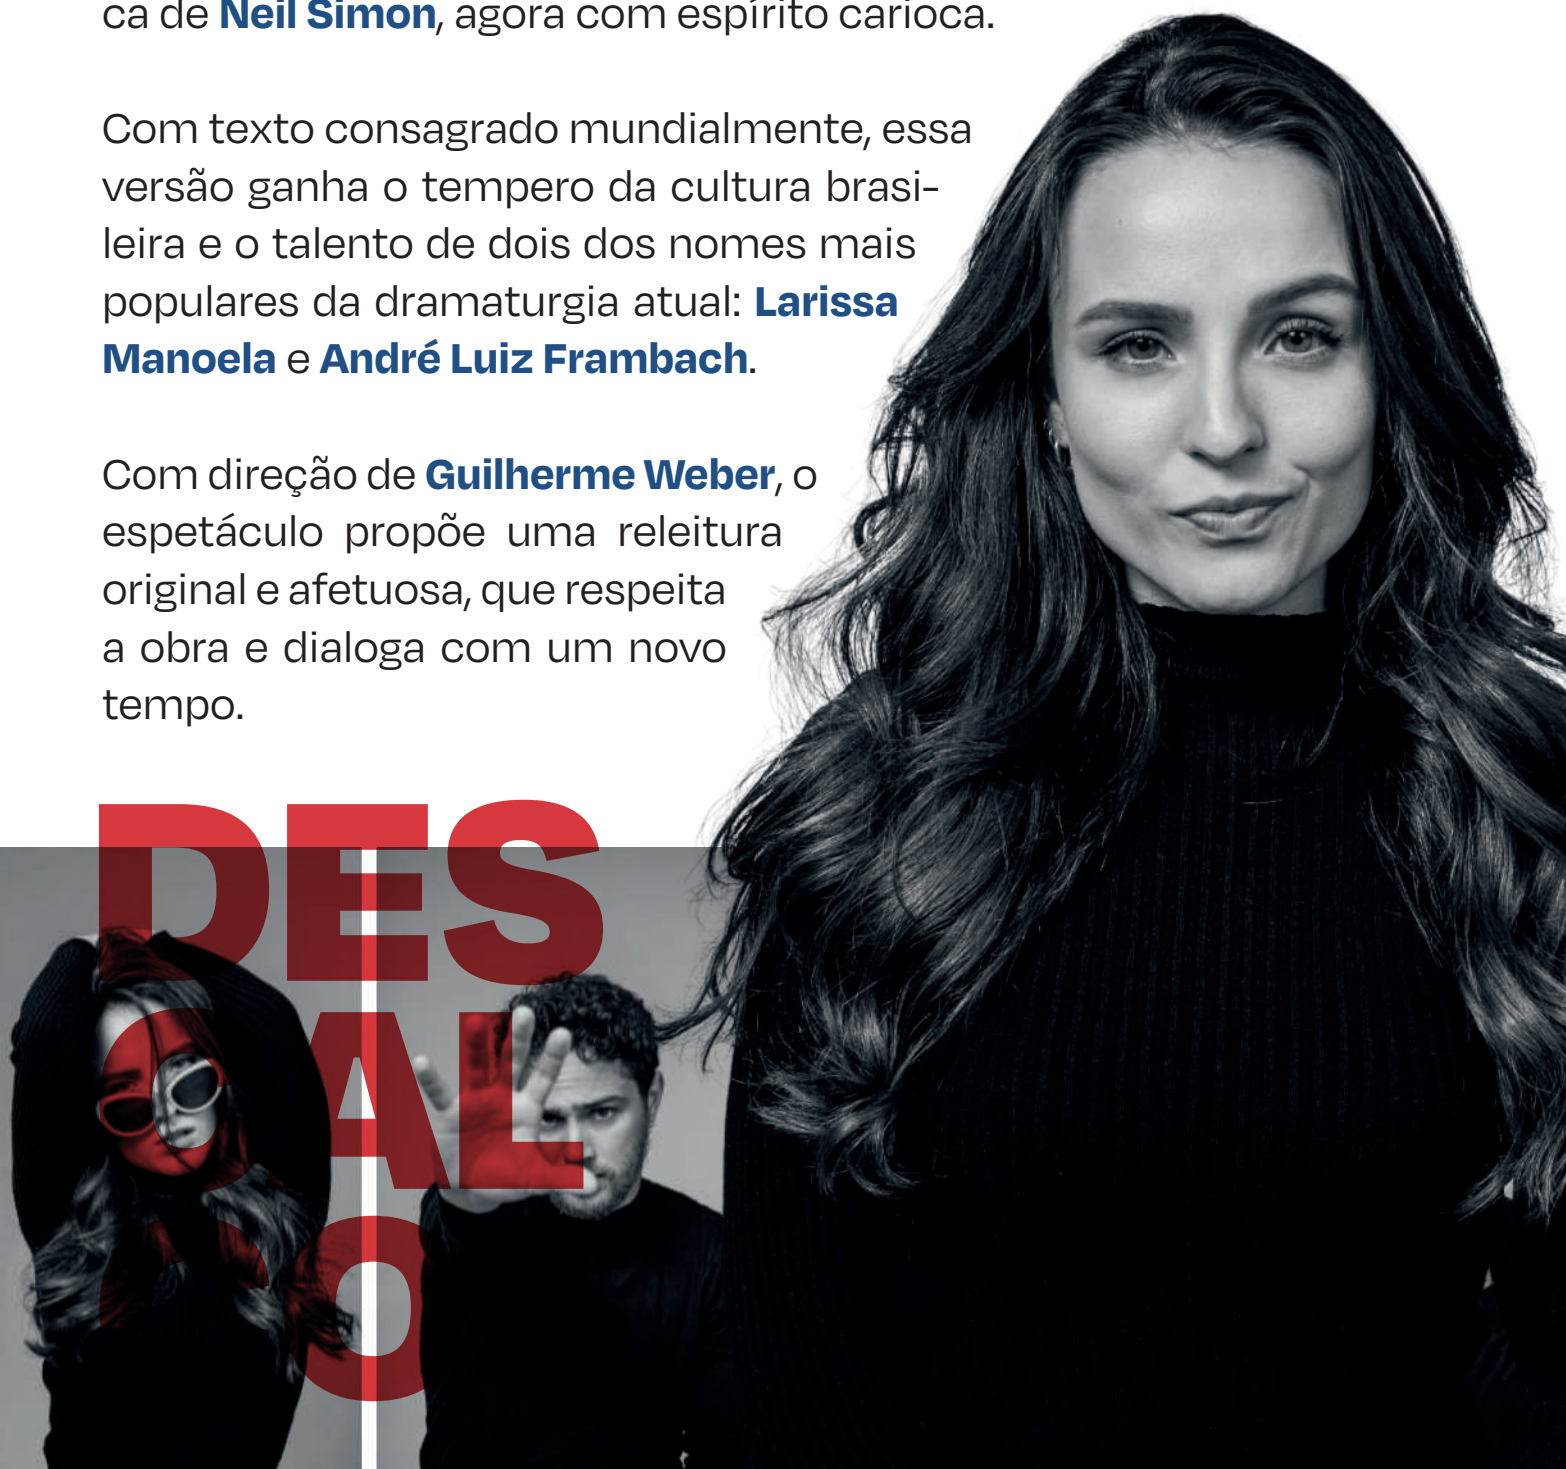 ca de Neil Simon, agora com espírito carioca.
Com texto consagrado mundialmente, essa
versão ganha o tempero da cultura brasi-
leira e o talento de dois dos nomes mais
populares da dramaturgia atual: Larissa
Manoela e André Luiz Frambach.
Com direção de Guilherme Weber, o
espetáculo propõe uma releitura
original e afetuosa, que respeita
a obra e dialoga com um novo
tempo.
DES
CAL
ÇO